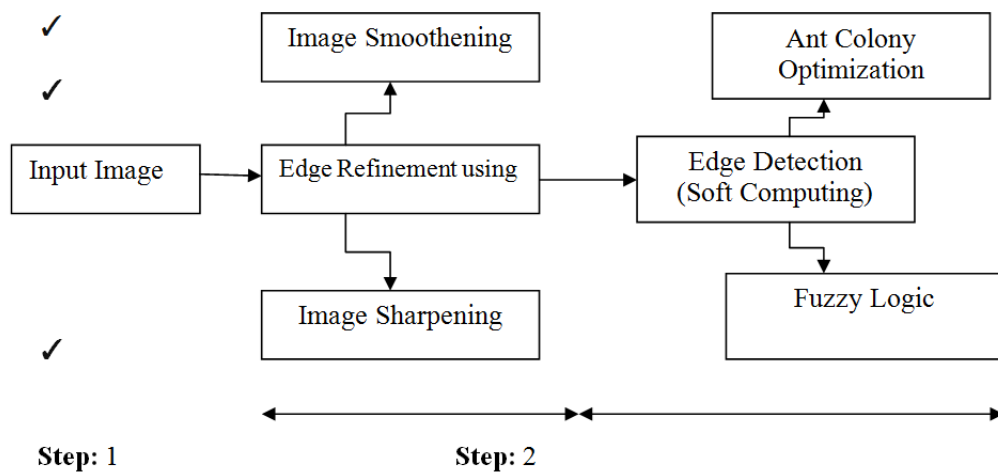 ✓
Image Smoothening
Ant Colony
Optimization
✓
Input Image
Edge Refinement using
Edge Detection
(Soft Computing)
Image Sharpening
Fuzzy Logic
✓
Step: 1
Step: 2